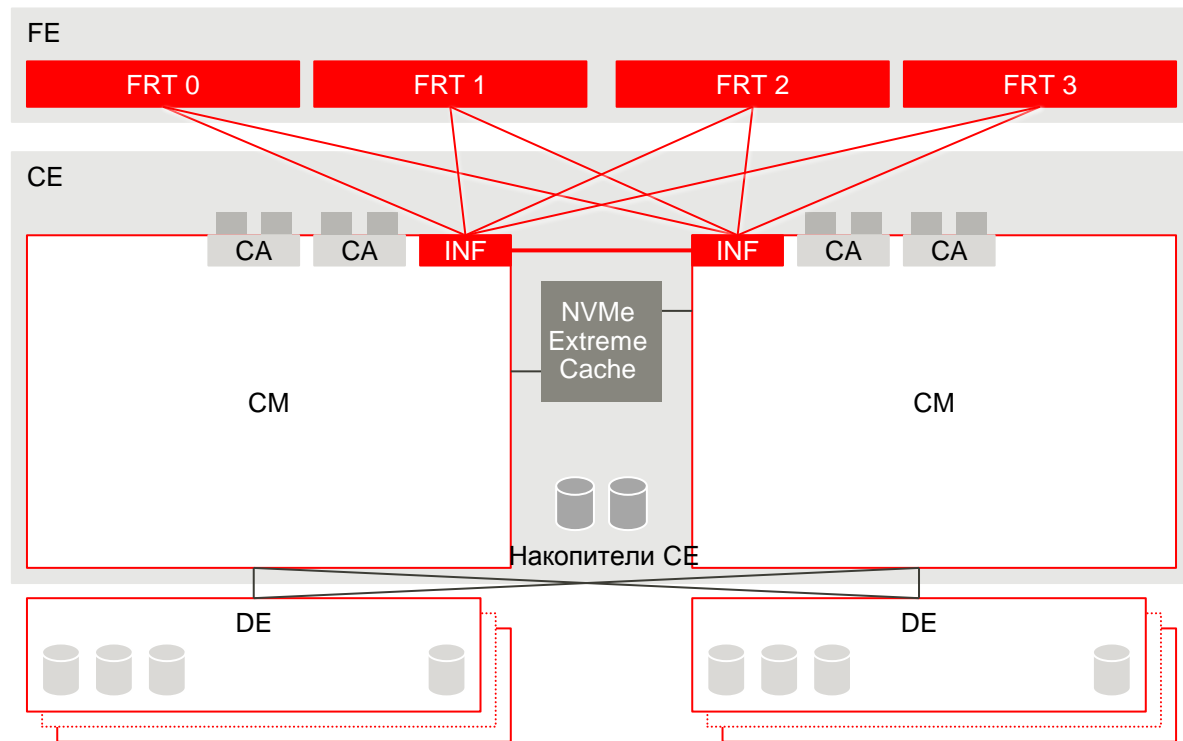 FE
FRT 0
FRT 1
FRT 2
FRT 3
CE
CA
CA
INF
INF
CA
CA
NVMe
Extreme
Cache
CM
CM
Накопители CE
DE
DE